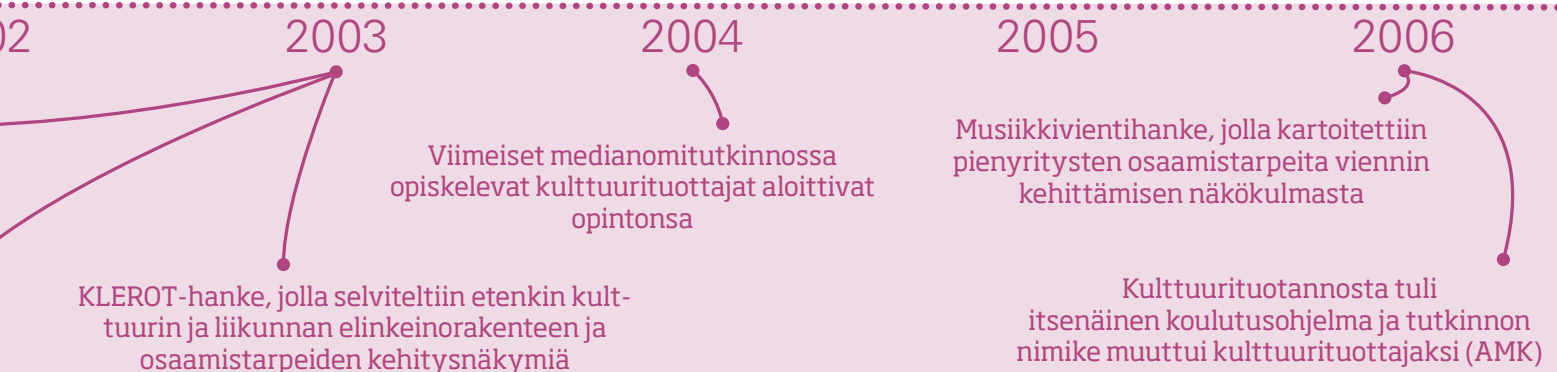 02 2003 2004 2005 2006
Viimeiset medianomitutkinnossa
opiskelevat kulttuurituottajat aloittivat
opintonsa
Musiikkivientihanke, jolla kartoitettiin
pienyritysten osaamistarpeita viennin
kehittämisen näkökulmasta
KLEROT-hanke, jolla selviteltiin etenkin kult-
tuurin ja liikunnan elinkeinorakenteen ja
osaamistarpeiden kehitysnäkymiä
Kulttuurituotannosta tuli
itsenäinen koulutusohjelma ja tutkinnon
nimike muuttui kulttuurituottajaksi (AMK)